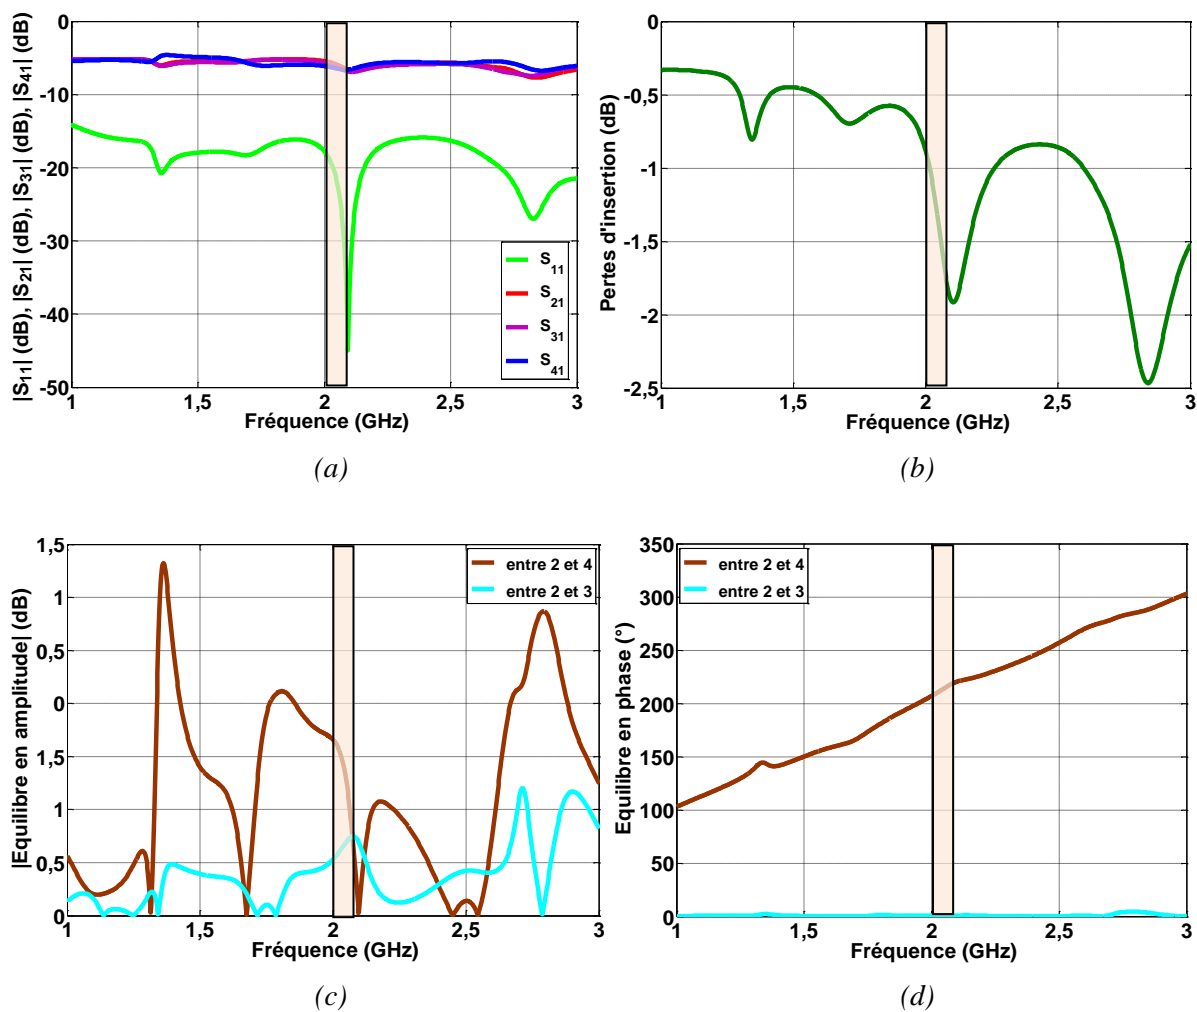 |S11| (dB), |S21| (dB), |S31| (dB), |S41| (dB)
0
-10
-20
-30
-40
-50
S11
S21
S31
S41
1
1,5
2
2,5
3
Fréquence (GHz)
(a)
Pertes d'insertion (dB)
0
-0,5
-1
-1,5
-2
-2,5
1
1,5
2
2,5
3
Fréquence (GHz)
(b)
|Equilibre en amplitude| (dB)
1,5
1
0,5
0
1,5
1
0,5
0
entre 2 et 4
entre 2 et 3
1
1,5
2
2,5
3
Fréquence (GHz)
(c)
Equilibre en phase (°)
350
300
250
200
150
100
50
0
entre 2 et 4
entre 2 et 3
1
1,5
2
2,5
3
Fréquence (GHz)
(d)